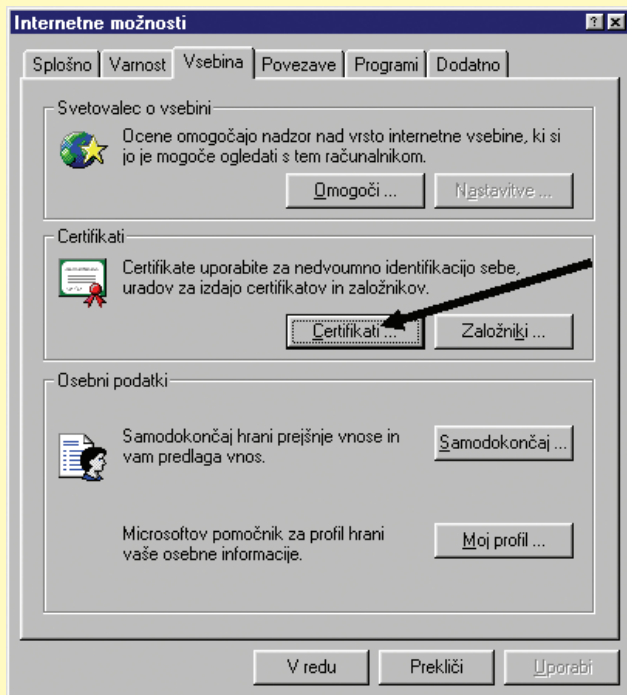 Internetne možnosti
Splošno Varnost Vsebina Povezave Programi Dodatno
Svetovalec o vsebini
Ocene omogočajo nadzor nad vrsto internetne vsebine, ki si
jo je mogoče ogledati s tem računalnikom.
Omogoči ... Nastavitve ...
Certifikati
Certifikate uporabite za nedvoumno identifikacijo sebe,
uradov za izdajo certifikatov in založnikov.
Certifikati ... Založniki ...
Osebni podatki
Samodokončaj hrani prejšnje vnose in
vam predlaga vnos.
Samodokončaj ...
Microsoftov pomočnik za profil hrani
vaše osebne informacije.
Moj profil ...
V redu Prekliči Uporabi